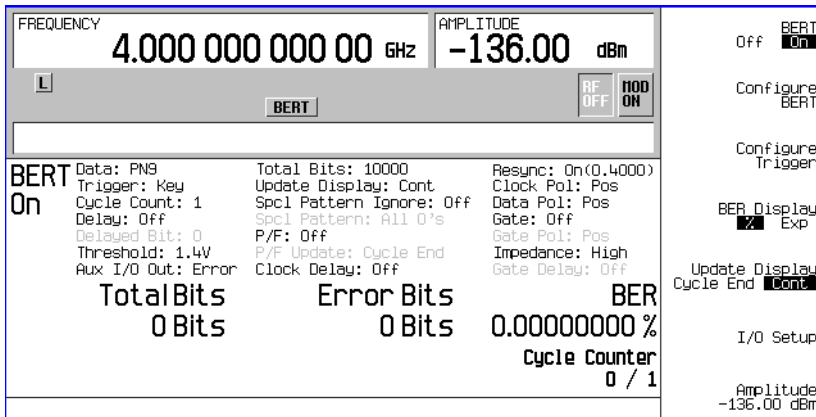 FREQUENCY
4.000 000 000 00 GHz
AMPLITUDE
-136.00 dBm
L
BERT
RF OFF
MOD ON
BERT On
Data: PN9
Trigger: Key
Cycle Count: 1
Delay: Off
Delayed Bit: 0
Threshold: 1.4V
Aux I/O Out: Error
Total Bits: 10000
Update Display: Cont
Spcl Pattern Ignore: Off
Spcl Pattern: All 0's
P/F: Off
P/F Update: Cycle End
Clock Delay: Off
Resync: On(0.4000)
Clock Pol: Pos
Data Pol: Pos
Gate: Off
Gate Pol: Pos
Impedance: High
Gate Delay: Off
Total Bits
0 Bits
Error Bits
0 Bits
BER
0.00000000 %
Cycle Counter
0 / 1
BERT
Off On
Configure
BERT
Configure
Trigger
BER Display
% Exp
Update Display
Cycle End Cont
I/O Setup
Amplitude
-136.00 dBm